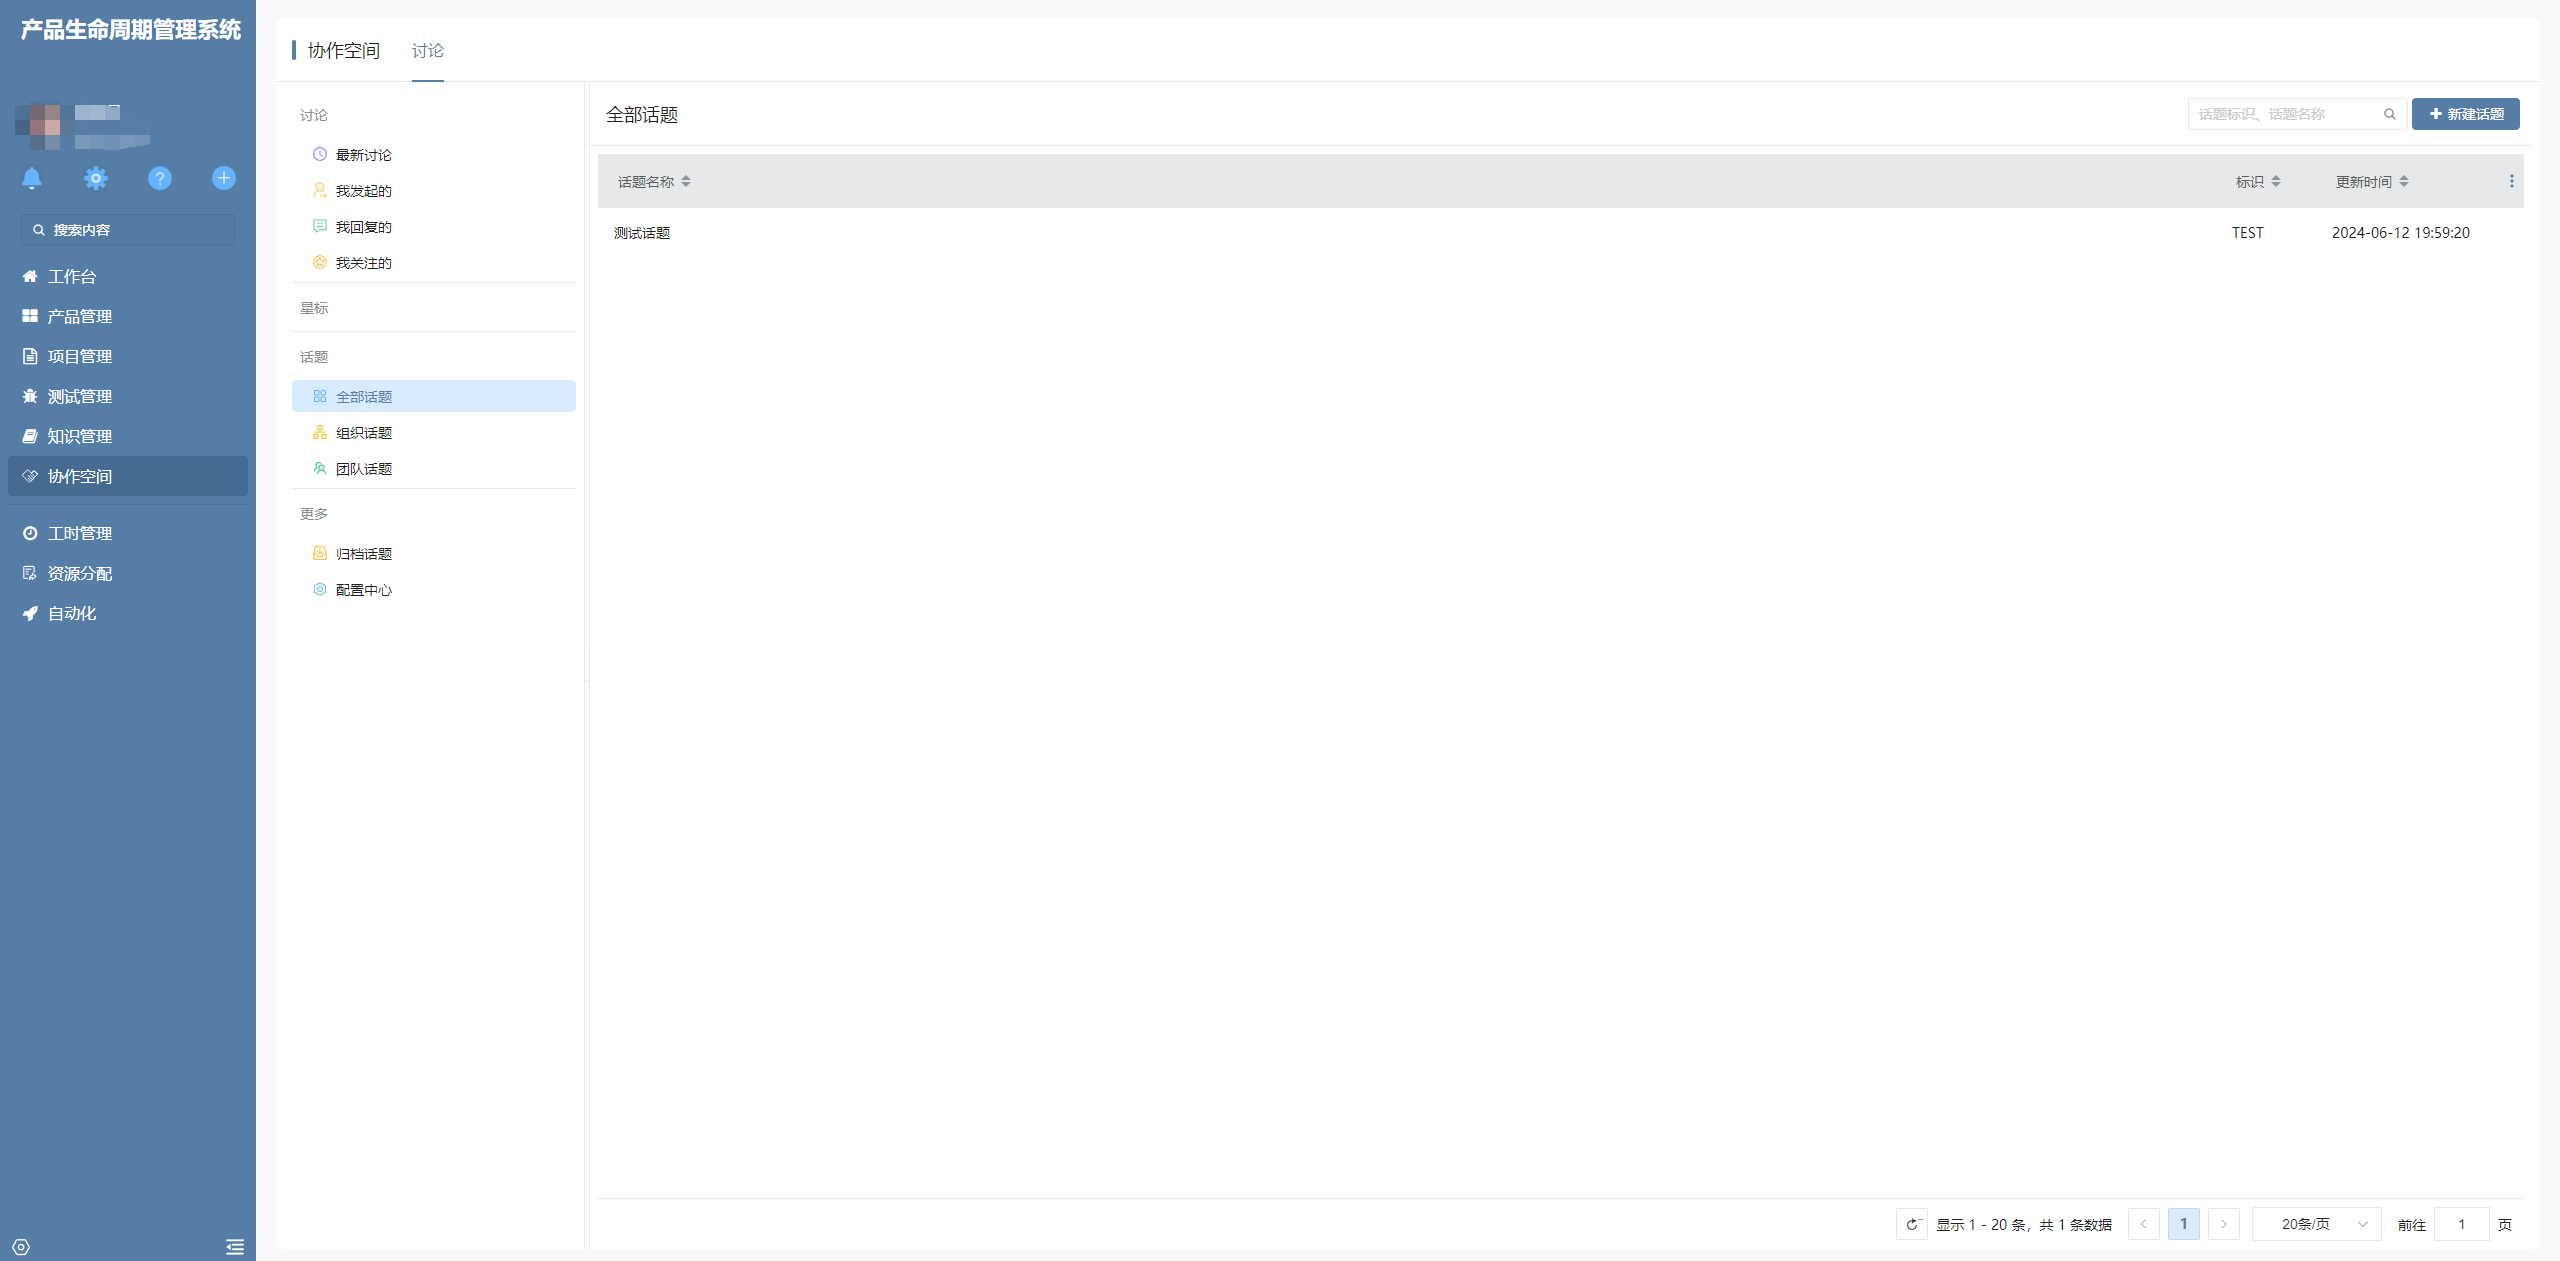 产品生命周期管理系统
搜索内容
工作台
产品管理
项目管理
测试管理
知识管理
协作空间
工时管理
资源分配
自动化
协作空间 讨论
讨论
最新讨论
我发起的
我回复的
我关注的
星标
话题
全部话题
组织话题
团队话题
更多
归档话题
配置中心
全部话题
话题标识、话题名称
新建话题
话题名称 标识 更新时间
测试话题 TEST 2024-06-12 19:59:20
显示 1 - 20 条，共 1 条数据 1 20条/页 前往 1 页